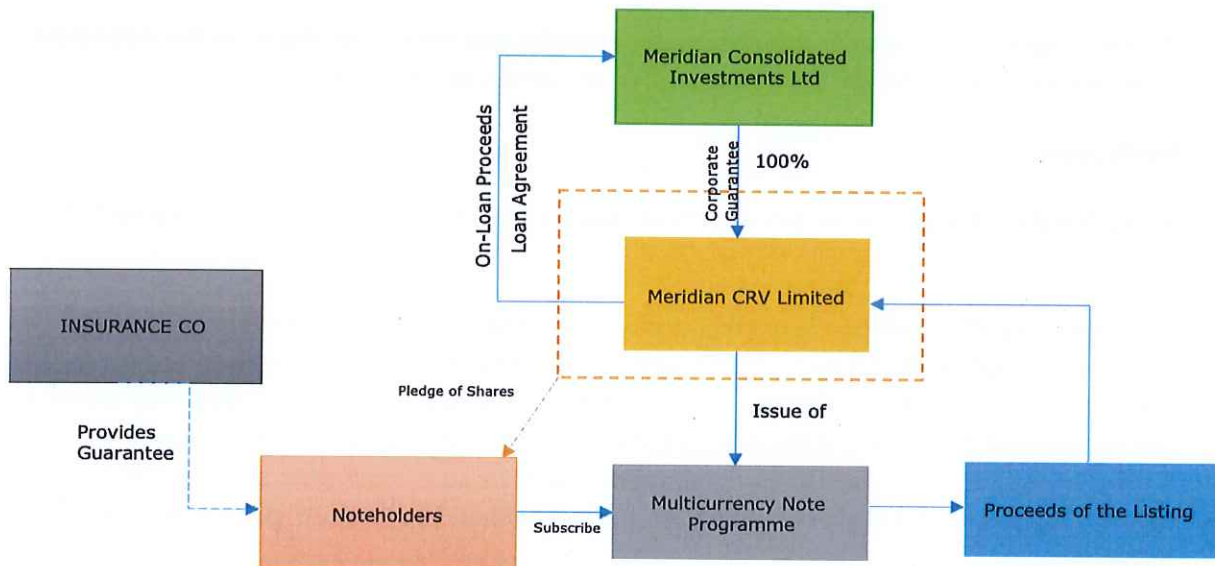 Meridian Consolidated
Investments Ltd
On-Loan Proceeds
Loan Agreement
Corporate
Guarantee
100%
Meridian CRV Limited
INSURANCE CO
Pledge of Shares
Issue of
Provides
Guarantee
Noteholders
Subscribe
Multicurrency Note
Programme
Proceeds of the Listing